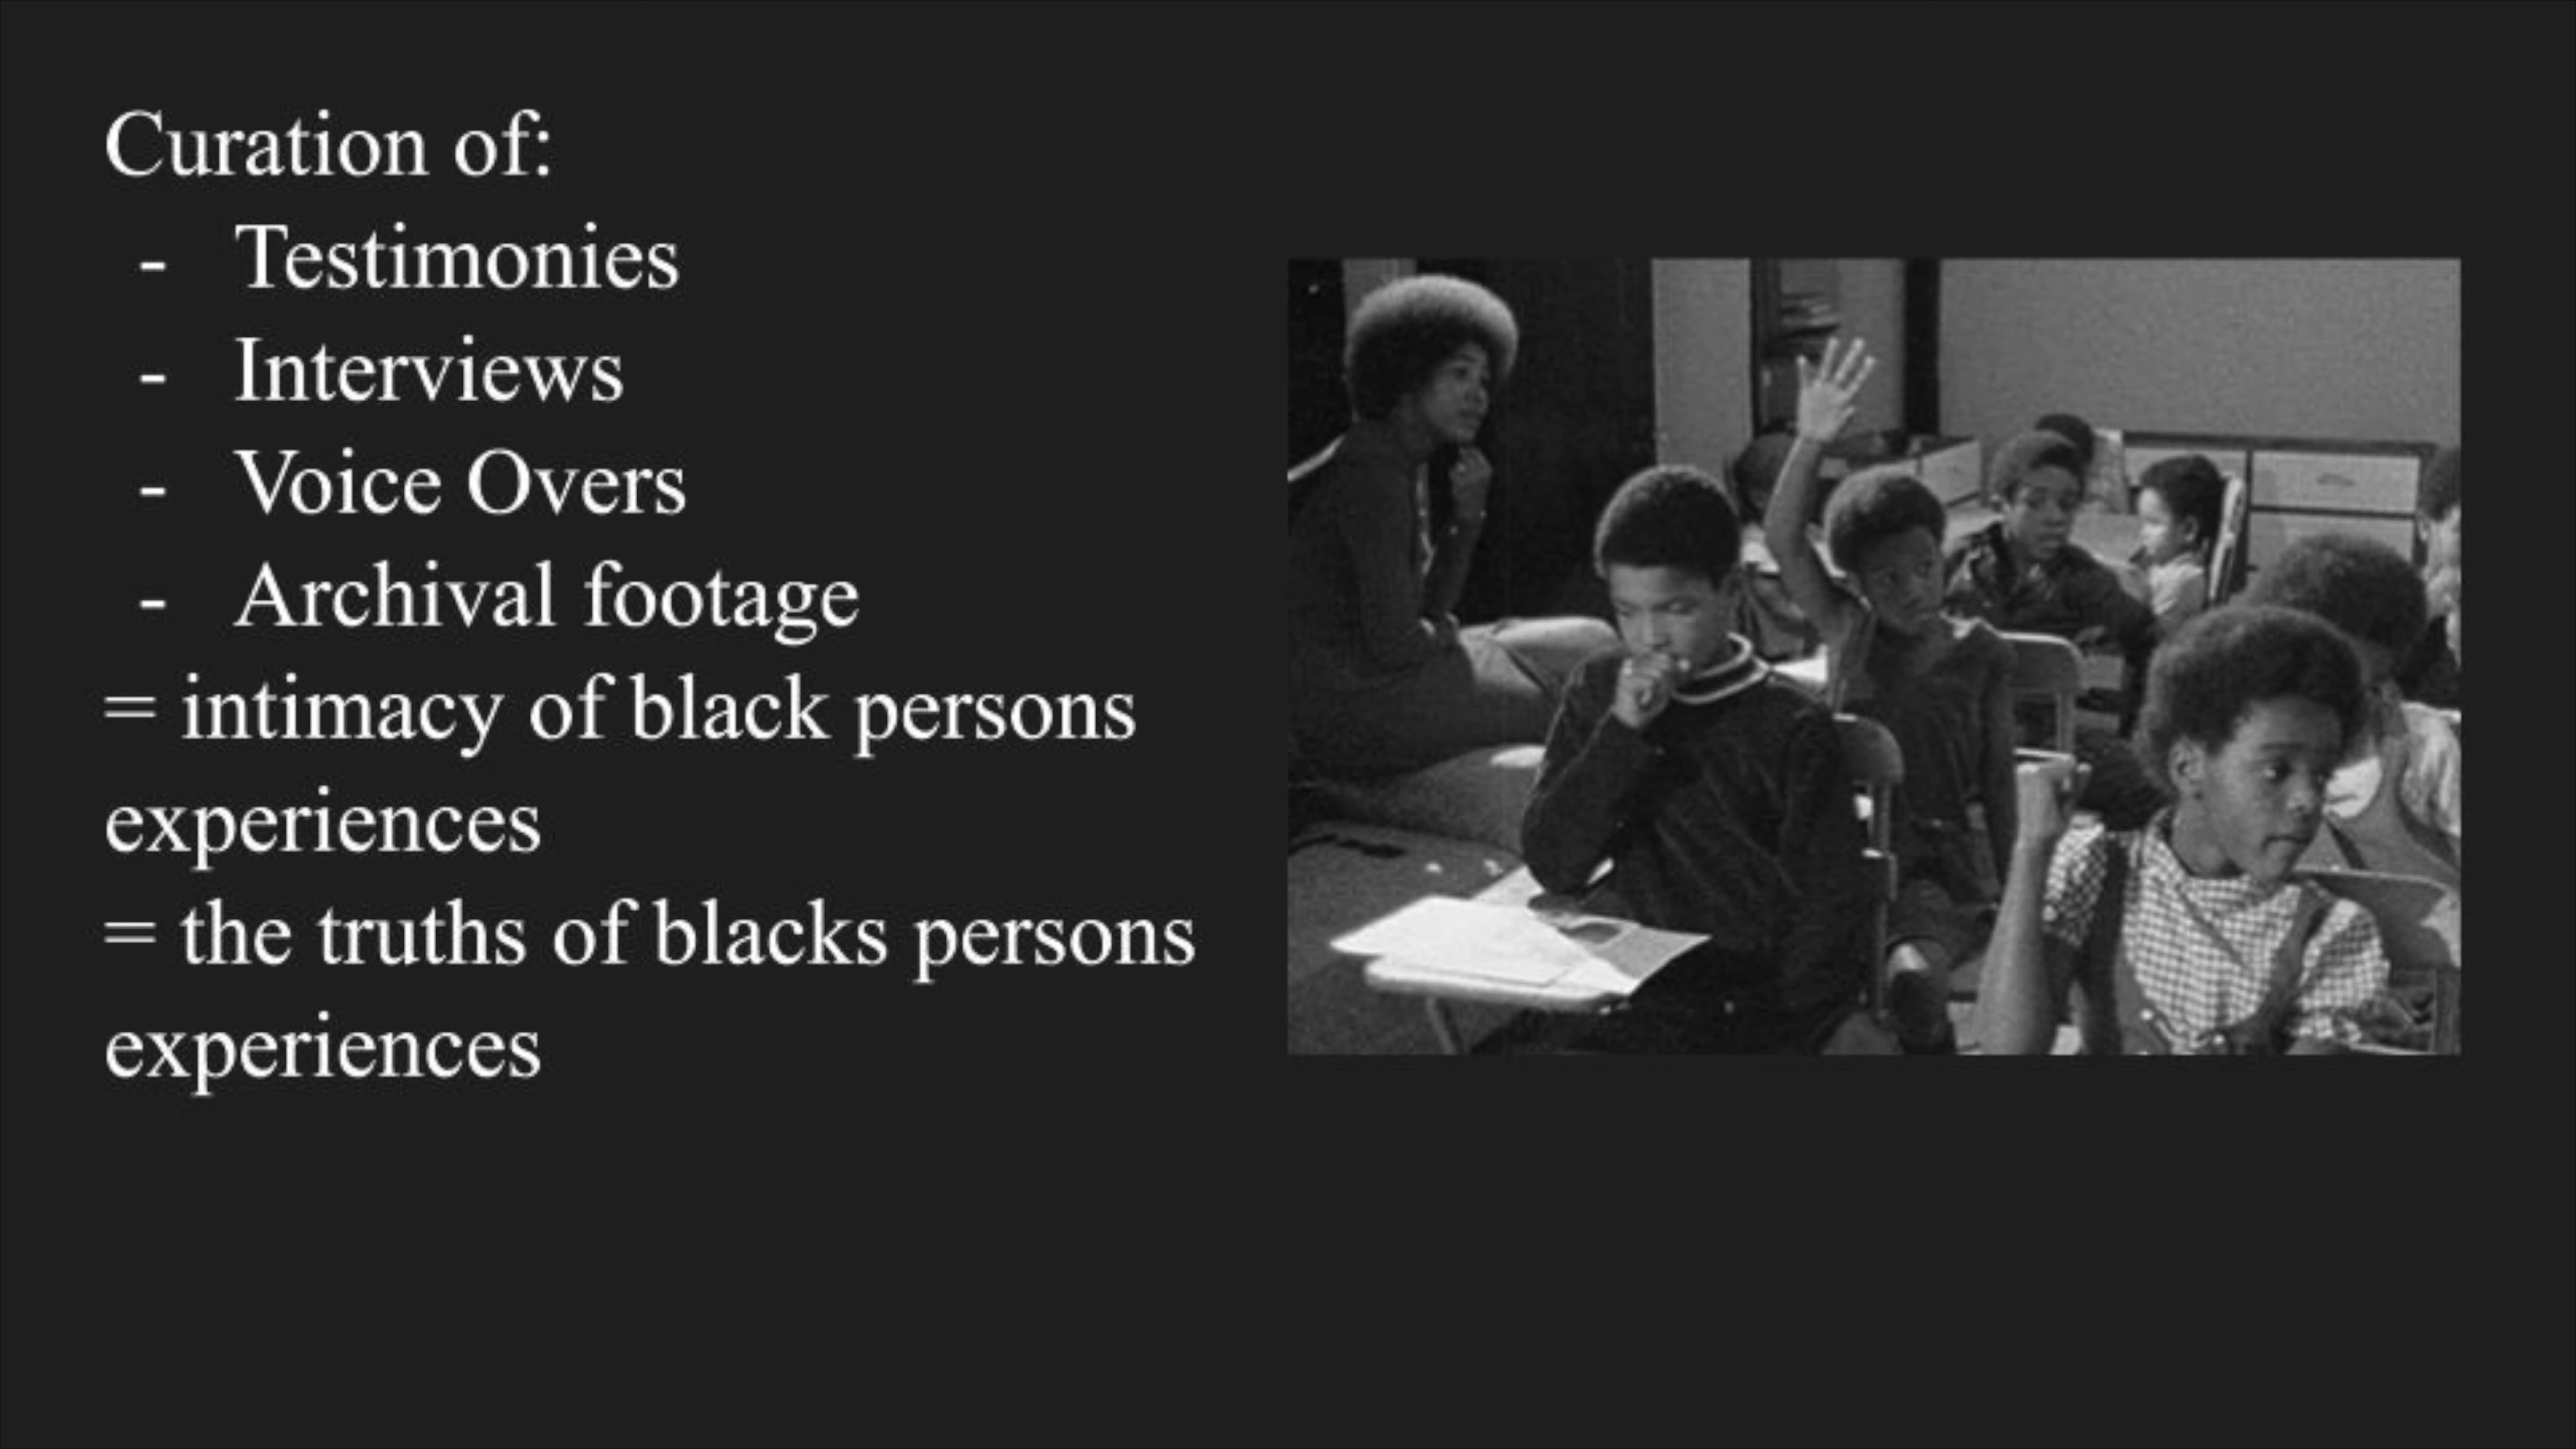 Curation of:
- Testimonies
- Interviews
- Voice Overs
- Archival footage
= intimacy of black persons
experiences
= the truths of blacks persons
experiences